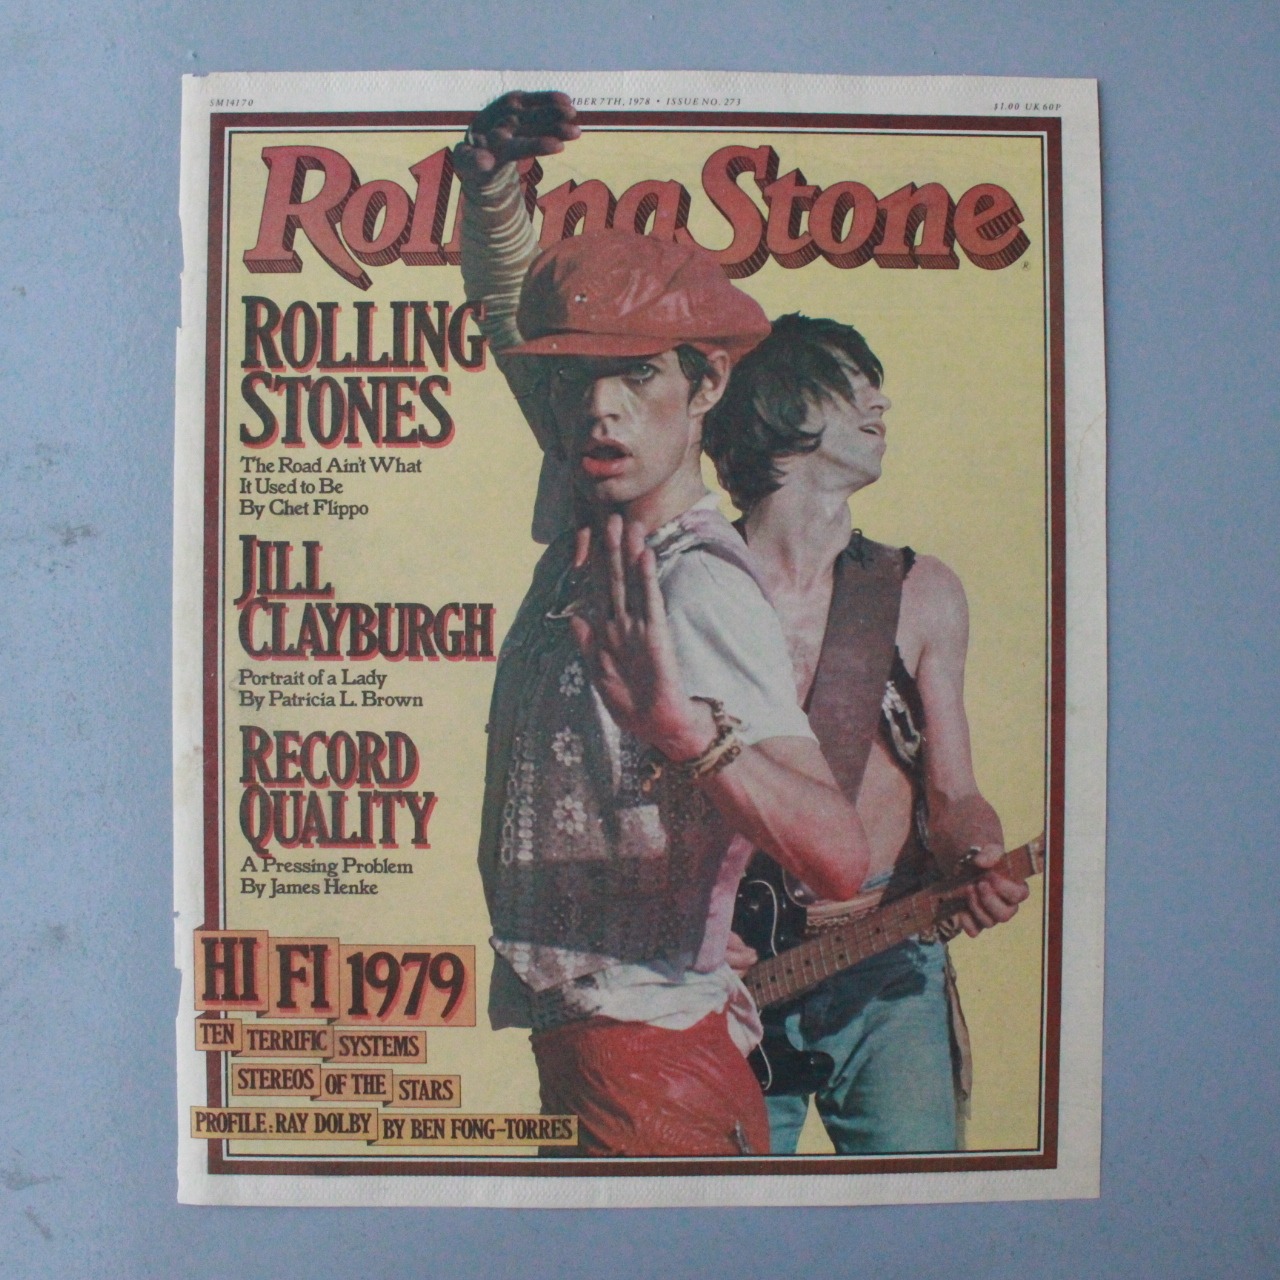 SM14170
MBER 7TH, 1978 • ISSUE NO. 273
$1.00 UK 60P
Rolling Stone
®
ROLLING
STONES
The Road Ain't What
It Used to Be
By Chet Flippo
JILL
CLAYBURGH
Portrait of a Lady
By Patricia L. Brown
RECORD
QUALITY
A Pressing Problem
By James Henke
HI FI 1979
TEN TERRIFIC SYSTEMS
STEREOS OF THE STARS
PROFILE: RAY DOLBY BY BEN FONG-TORRES